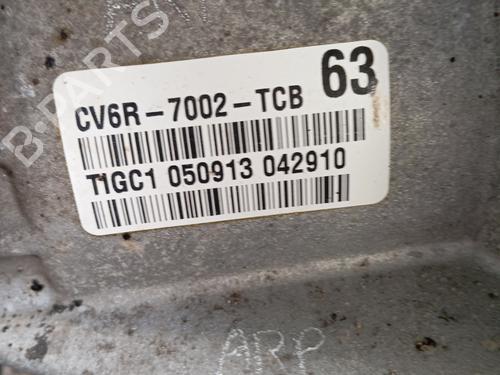 B-PARTS
CV6R-7002-TCB 63
T1GC1 050913 042910
ARP